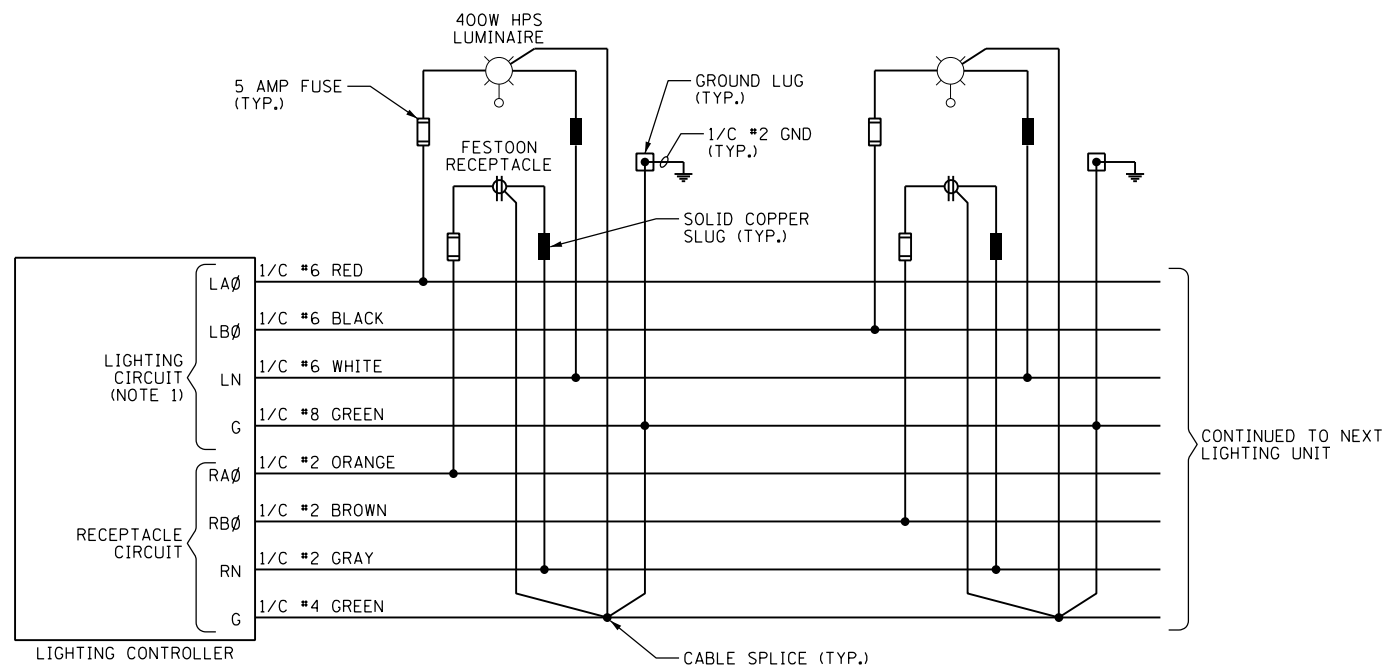 400W HPS
LUMINAIRE
5 AMP FUSE
(TYP.)
GROUND LUG
(TYP.)
1/C #2 GND
(TYP.)
FESTOON
RECEPTACLE
SOLID COPPER
SLUG (TYP.)
LIGHTING
CIRCUIT
(NOTE 1)
LAØ
1/C #6 RED
LBØ
1/C #6 BLACK
LN
1/C #6 WHITE
G
1/C #8 GREEN
RECEPTACLE
CIRCUIT
RAØ
1/C #2 ORANGE
RBØ
1/C #2 BROWN
RN
1/C #2 GRAY
G
1/C #4 GREEN
CONTINUED TO NEXT
LIGHTING UNIT
LIGHTING CONTROLLER
CABLE SPLICE (TYP.)